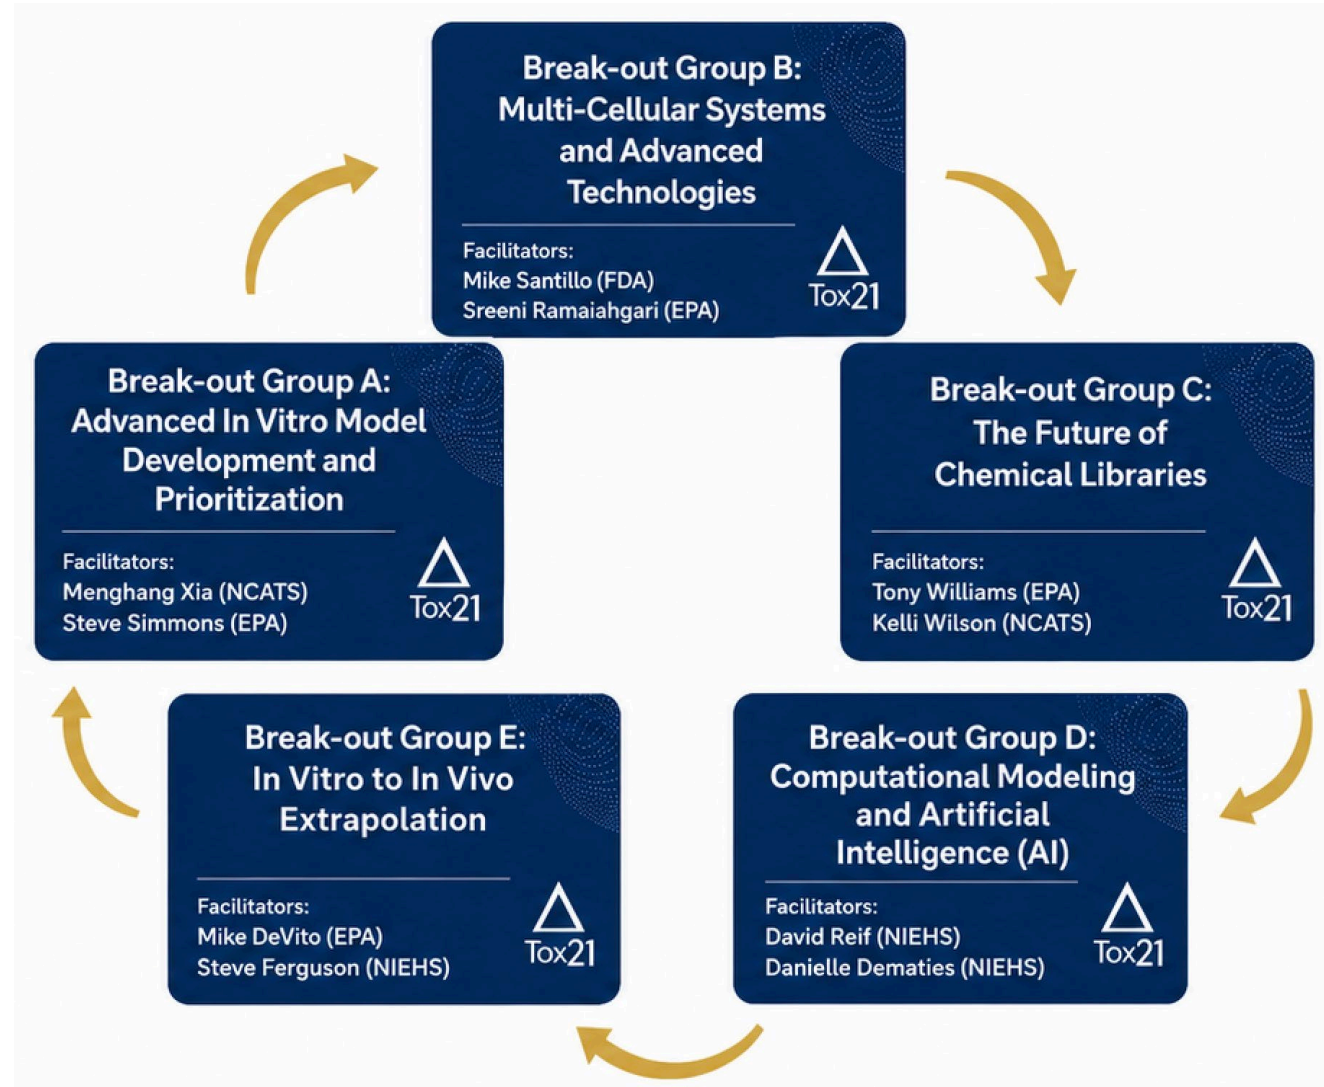 Break-out Group B:
Multi-Cellular Systems
and Advanced
Technologies
Facilitators:
Mike Santillo (FDA)
Sreeni Ramaiahgari (EPA)
Tox21
Break-out Group A:
Advanced In Vitro Model
Development and
Prioritization
Facilitators:
Menghang Xia (NCATS)
Steve Simmons (EPA)
Tox21
Break-out Group C:
The Future of
Chemical Libraries
Facilitators:
Tony Williams (EPA)
Kelli Wilson (NCATS)
Tox21
Break-out Group E:
In Vitro to In Vivo
Extrapolation
Facilitators:
Mike DeVito (EPA)
Steve Ferguson (NIEHS)
Tox21
Break-out Group D:
Computational Modeling
and Artificial
Intelligence (AI)
Facilitators:
David Reif (NIEHS)
Danielle Dematies (NIEHS)
Tox21